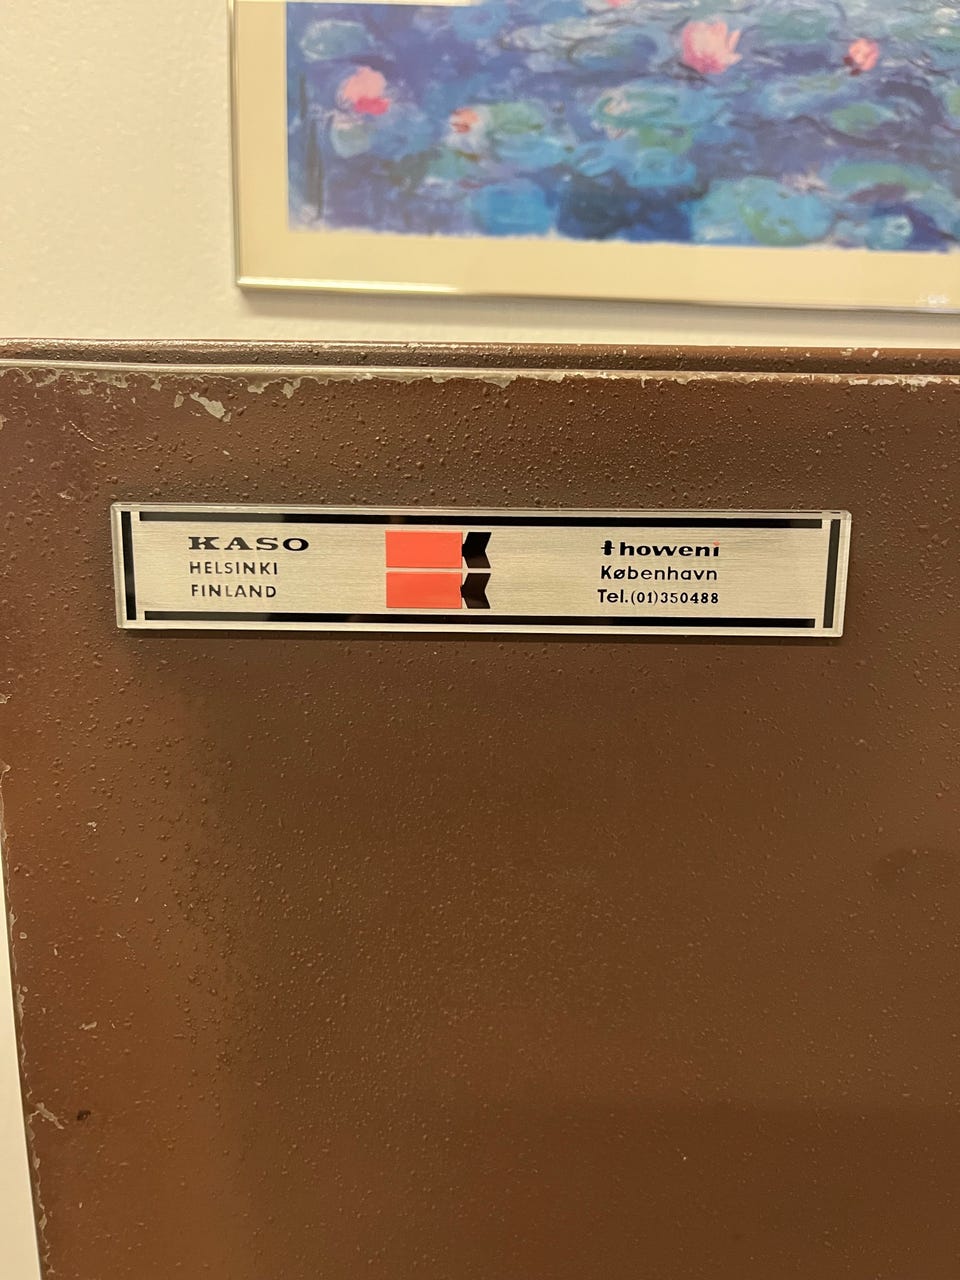 KASO
HELSINKI
FINLAND
thoweni
København
Tel.(01)350488